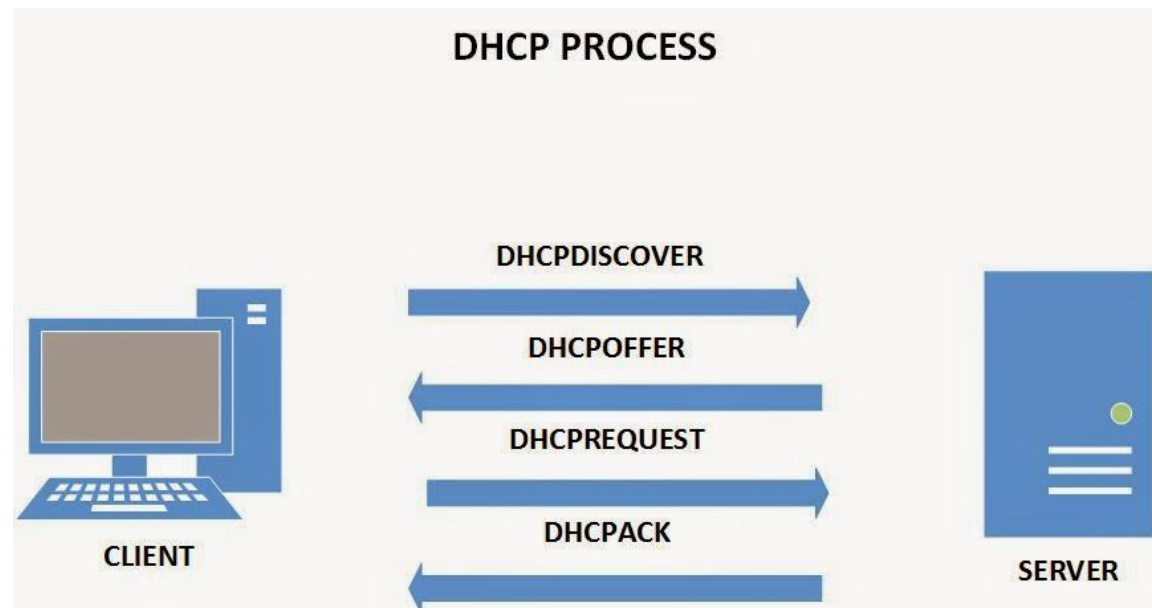 DHCP PROCESS
DHCPDISCOVER
DHCPOFFER
DHCPREQUEST
DHCPACK
CLIENT
SERVER